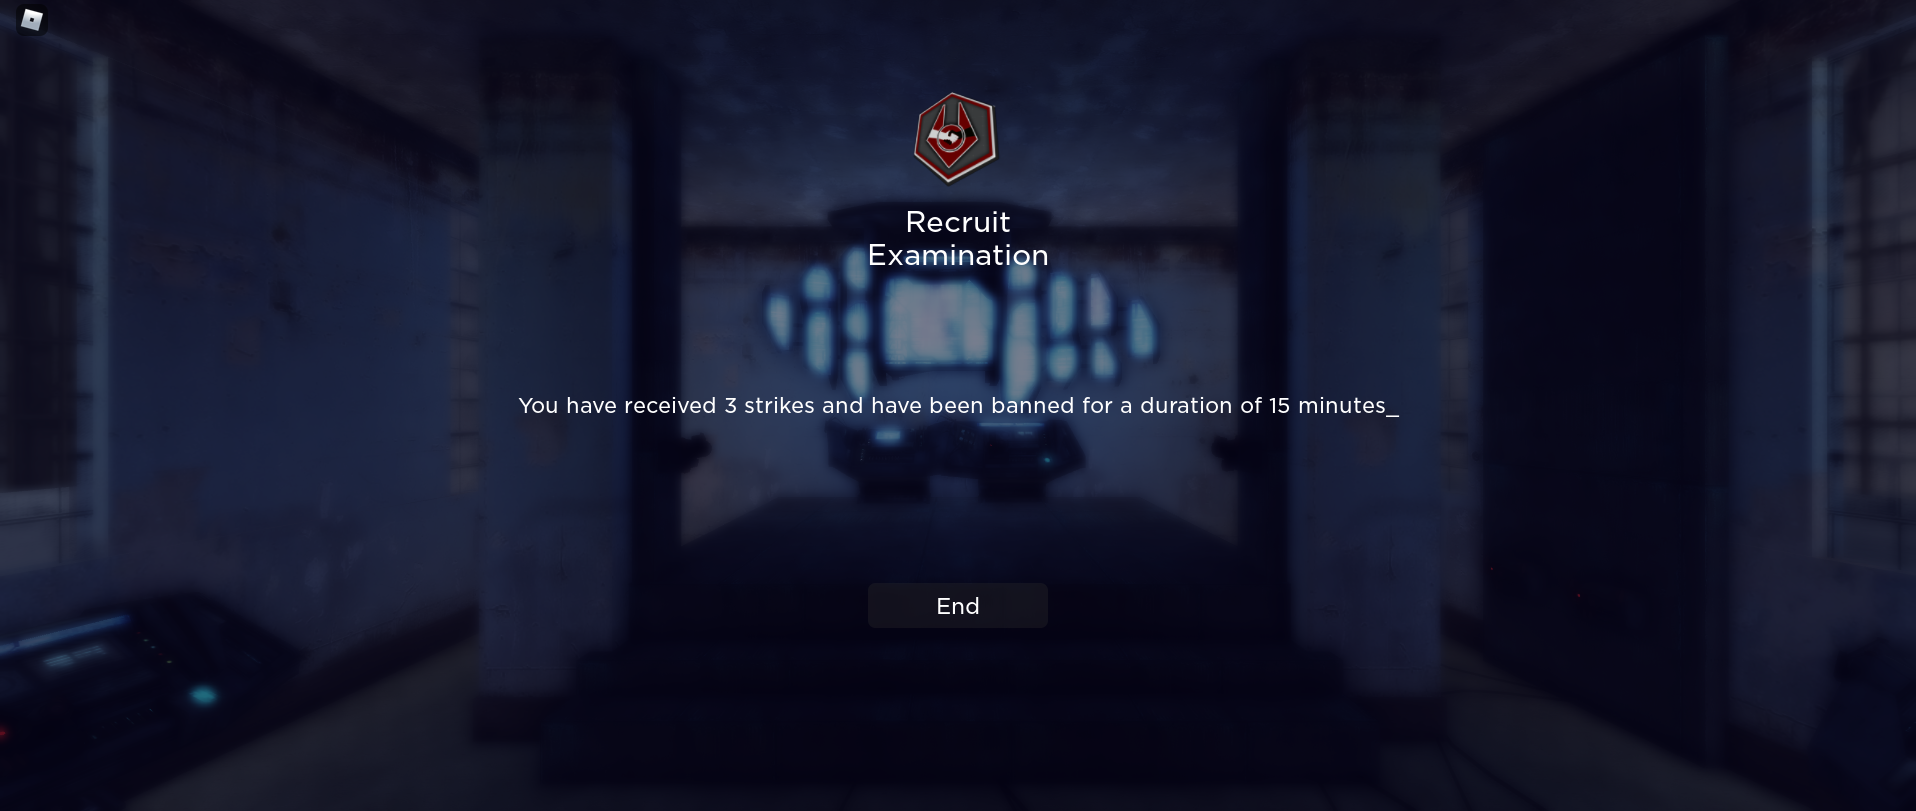 Recruit
Examination
You have received 3 strikes and have been banned for a duration of 15 minutes_
End